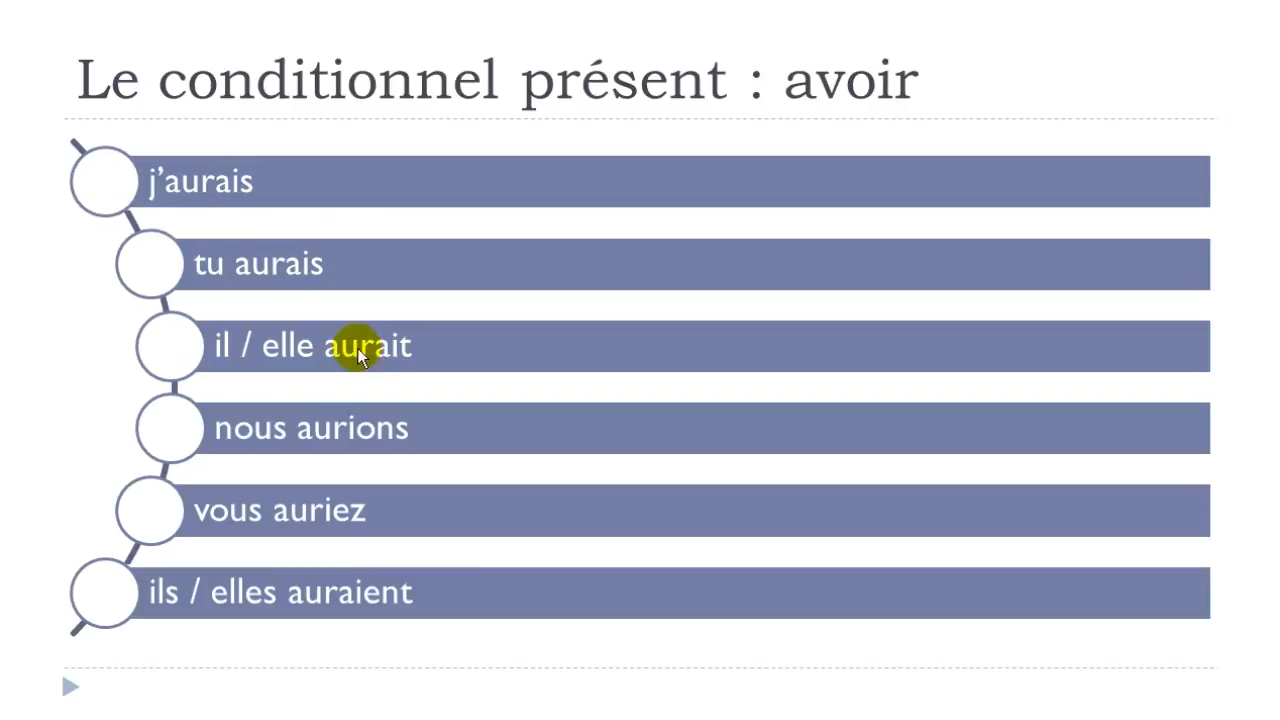 Le conditionnel présent : avoir
j’aurais
tu aurais
il / elle aurait
nous aurions
vous auriez
ils / elles auraient